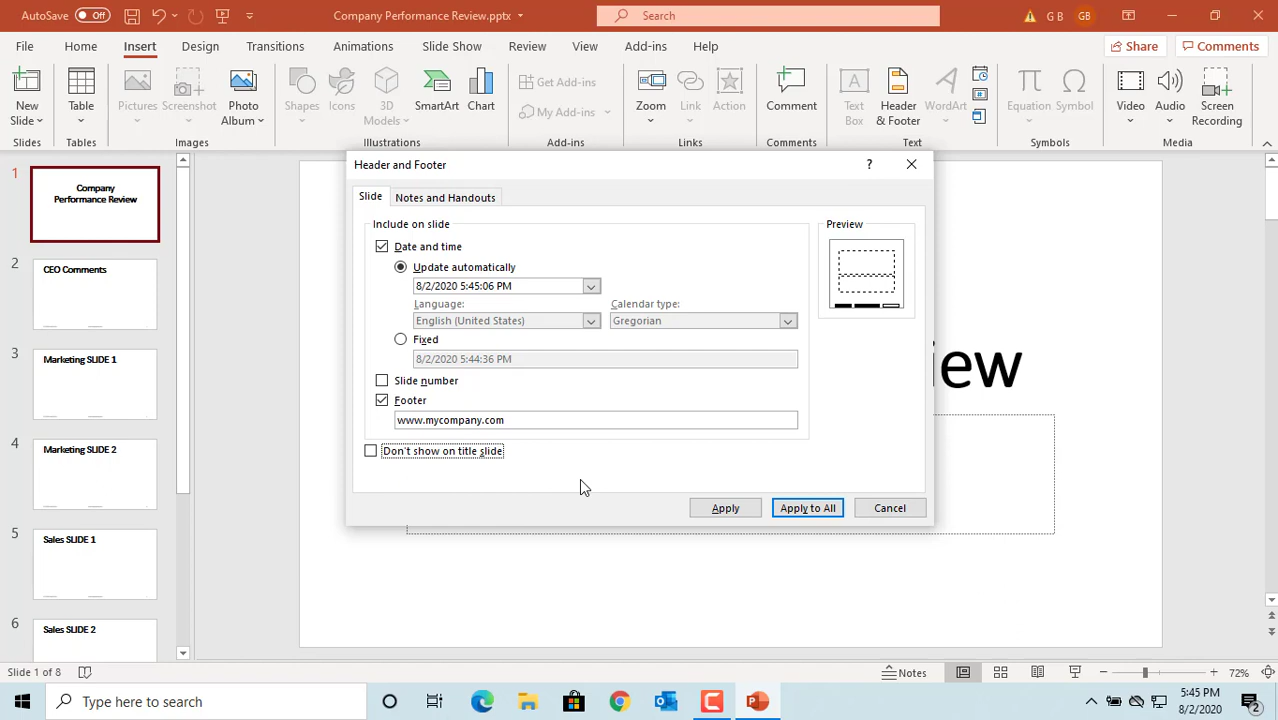 AutoSave Off Company Performance Review.pptx Search G B GB
File Home Insert Design Transitions Animations Slide Show Review View Add-ins Help Share Comments
New Slide Table Pictures Screenshot Photo Album Shapes Icons 3D Models SmartArt Chart Get Add-ins My Add-ins Zoom Link Action Comment Text Box Header & Footer WordArt Equation Symbol Video Audio Screen Recording
Slides Tables Images Illustrations Add-ins Links Comments Text Symbols Media
Header and Footer ?
Slide Notes and Handouts
Include on slide Preview
Date and time
Update automatically
8/2/2020 5:45:06 PM
Language: Calendar type:
English (United States) Gregorian
Fixed
8/2/2020 5:44:36 PM
Slide number
Footer
www.mycompany.com
Don't show on title slide
Apply Apply to All Cancel
1 Company
Performance Review
2 CEO Comments
3 Marketing SLIDE 1
4 Marketing SLIDE 2
5 Sales SLIDE 1
6 Sales SLIDE 2
iew
Slide 1 of 8 Notes 72%
Type here to search 5:45 PM
8/2/2020 2